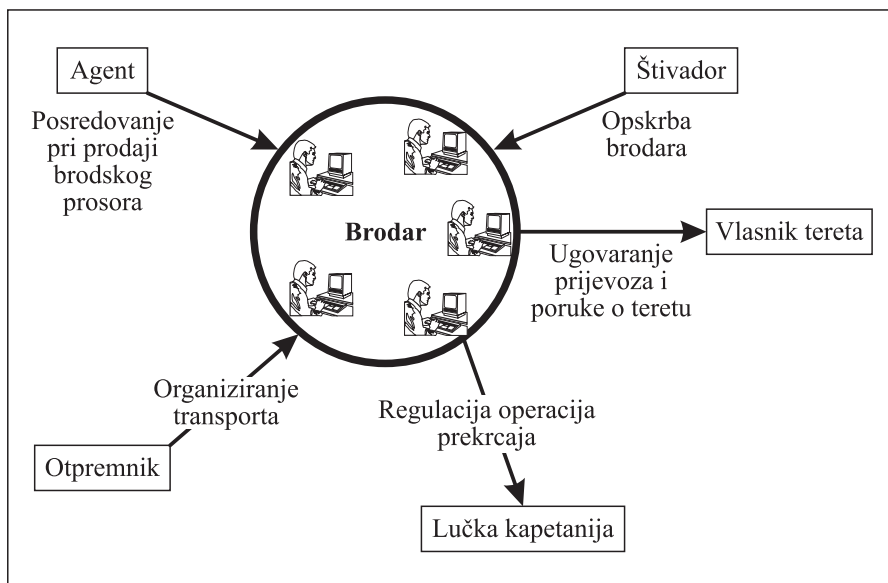 Agent
Štivador
Posredovanje
pri prodaji
brodskog
prosora
Opskrba
brodara
Brodar
Vlasnik tereta
Ugovaranje
prijevoza i
poruke o teretu
Organiziranje
transporta
Regulacija operacija
prekrcaja
Otpremnik
Lučka kapetanija